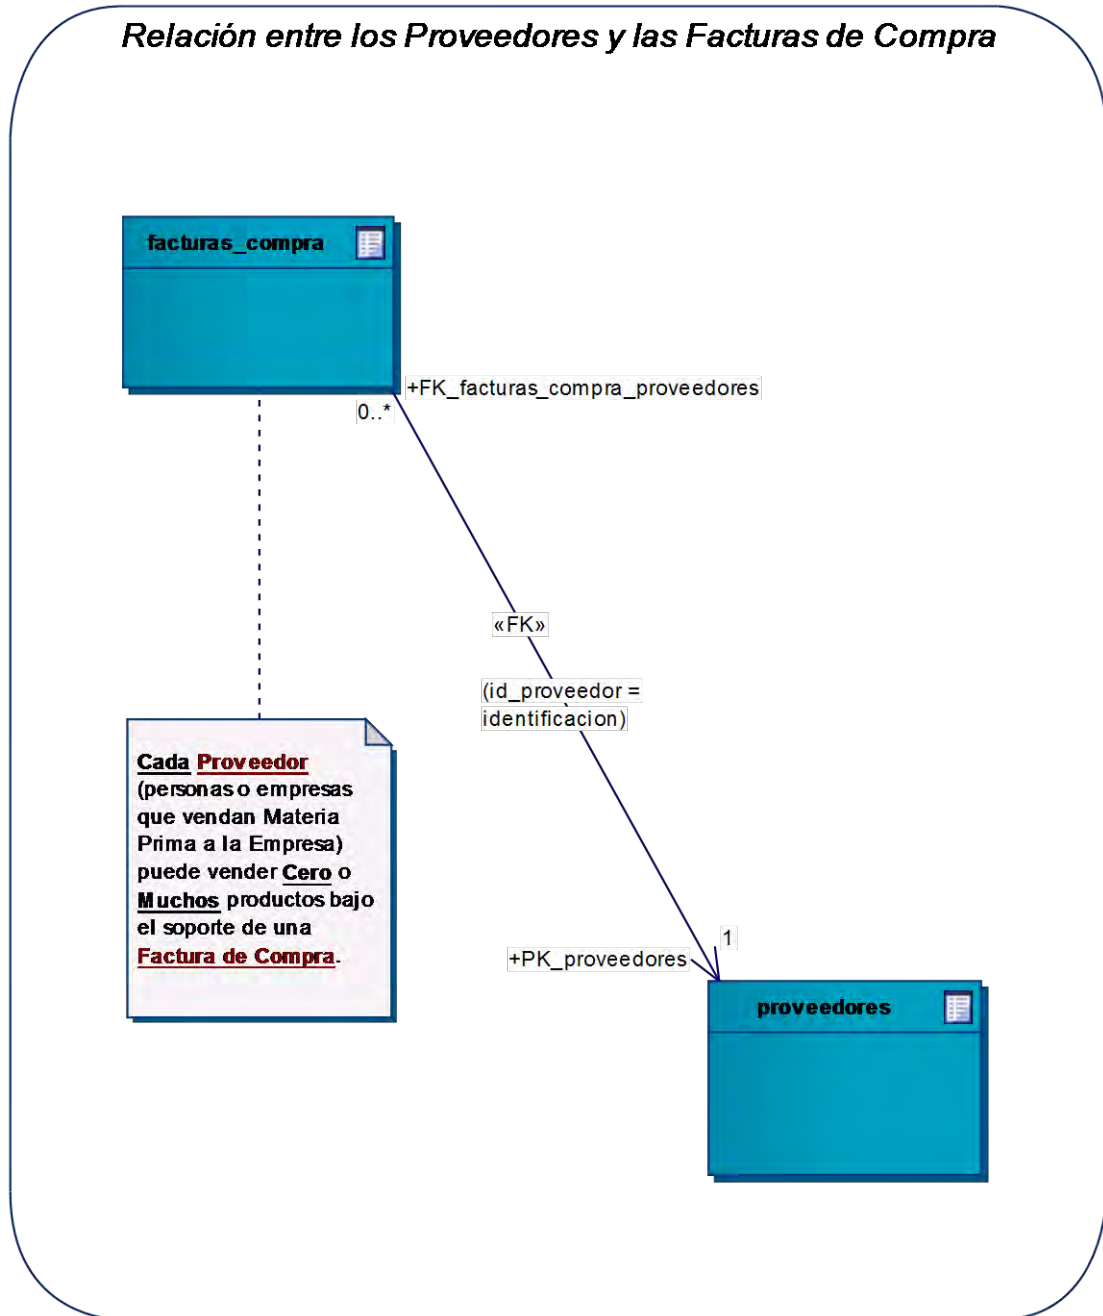 Relación entre los Proveedores y las Facturas de Compra
facturas_compra
+FK_facturas_compra_proveedores
0..*
«FK»
(id_proveedor =
identificacion)
Cada Proveedor
(personas o empresas
que vendan Materia
Prima a la Empresa)
puede vender Cero o
Muchos productos bajo
el soporte de una
Factura de Compra.
1
+PK_proveedores
proveedores